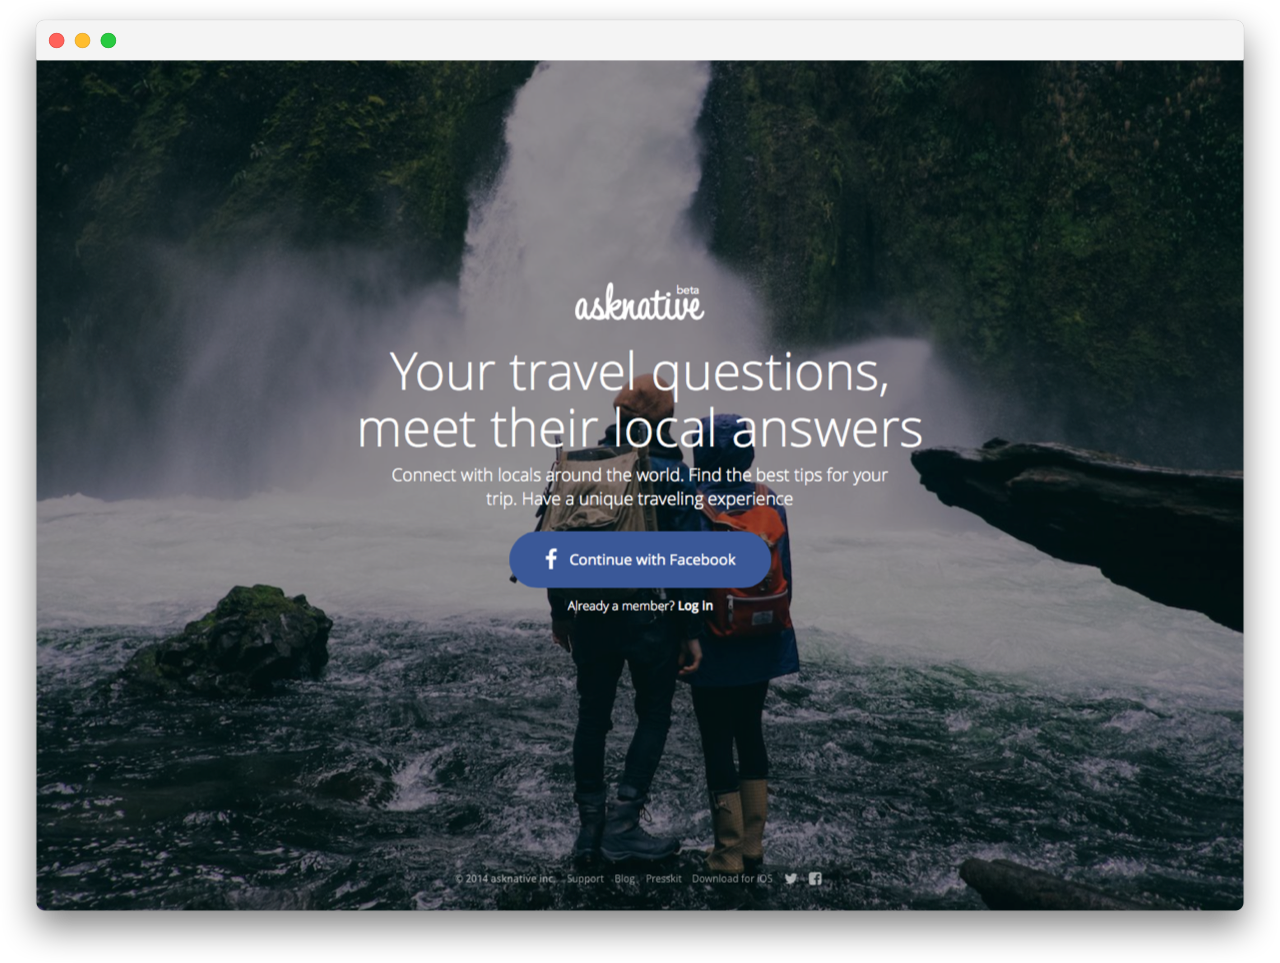 asknative beta
Your travel questions,
meet their local answers
Connect with locals around the world. Find the best tips for your
trip. Have a unique traveling experience
Continue with Facebook
Already a member? Log In
© 2014 asknative inc. Support Blog Presskit Download for iOS